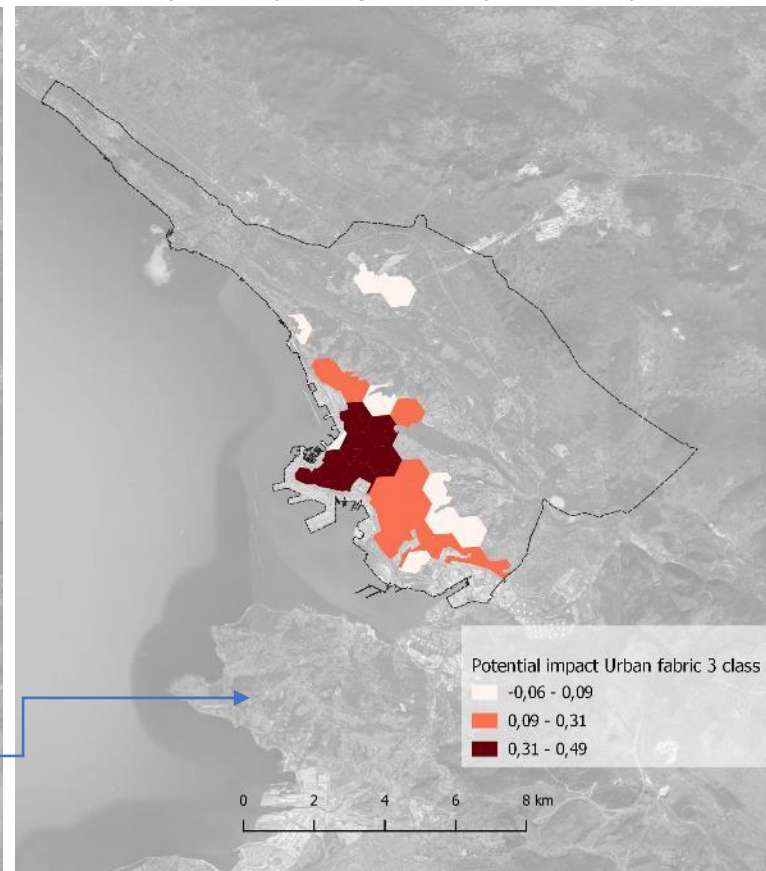 Potential impact Urban fabric 3 class
-0,06 - 0,09
0,09 - 0,31
0,31 - 0,49
0 2 4 6 8 km